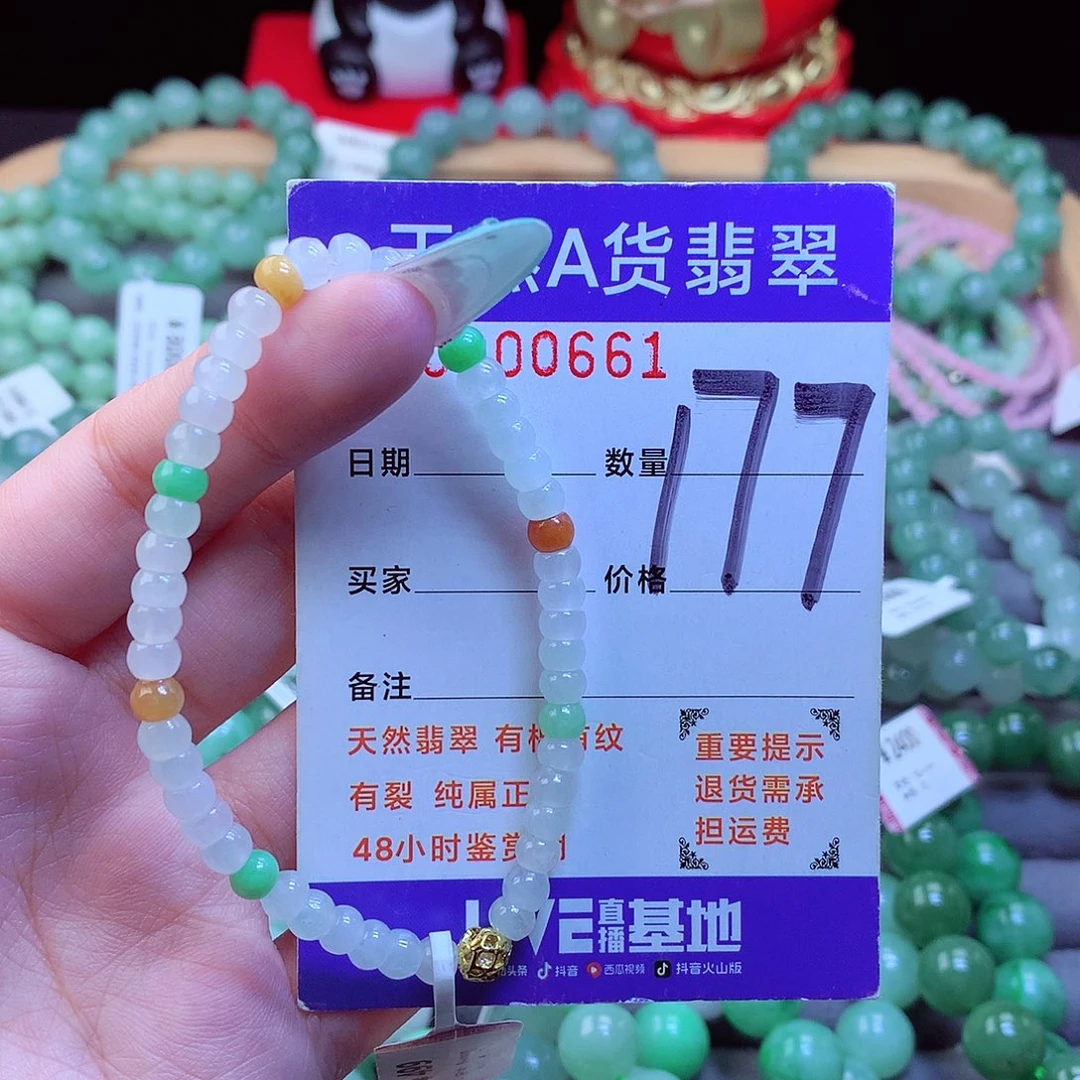 A货翡翠
00661
日期 数量
177
买家 价格
备注
天然翡翠 有 纹
有裂 纯属正
48小时鉴赏
重要提示
退货需承
担运费
直播基地
头条 抖音 西瓜视频 抖音火山版
¥2400